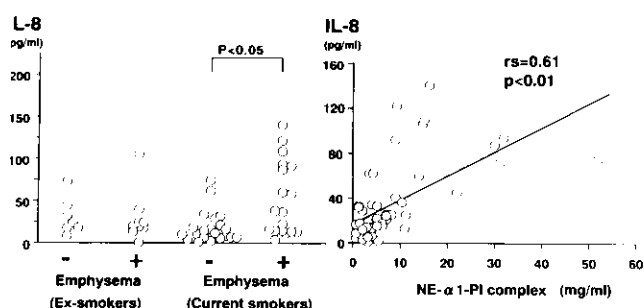 L-8
pg/ml)
200
150
100
50
0
P<0.05
- + - +
Emphysema Emphysema
(Ex-smokers) (Current smokers)
IL-8
(pg/ml)
160
120
80
40
0
rs=0.61
p<0.01
0 10 20 30 40 50 60
NE-α1-PI complex (mg/ml)